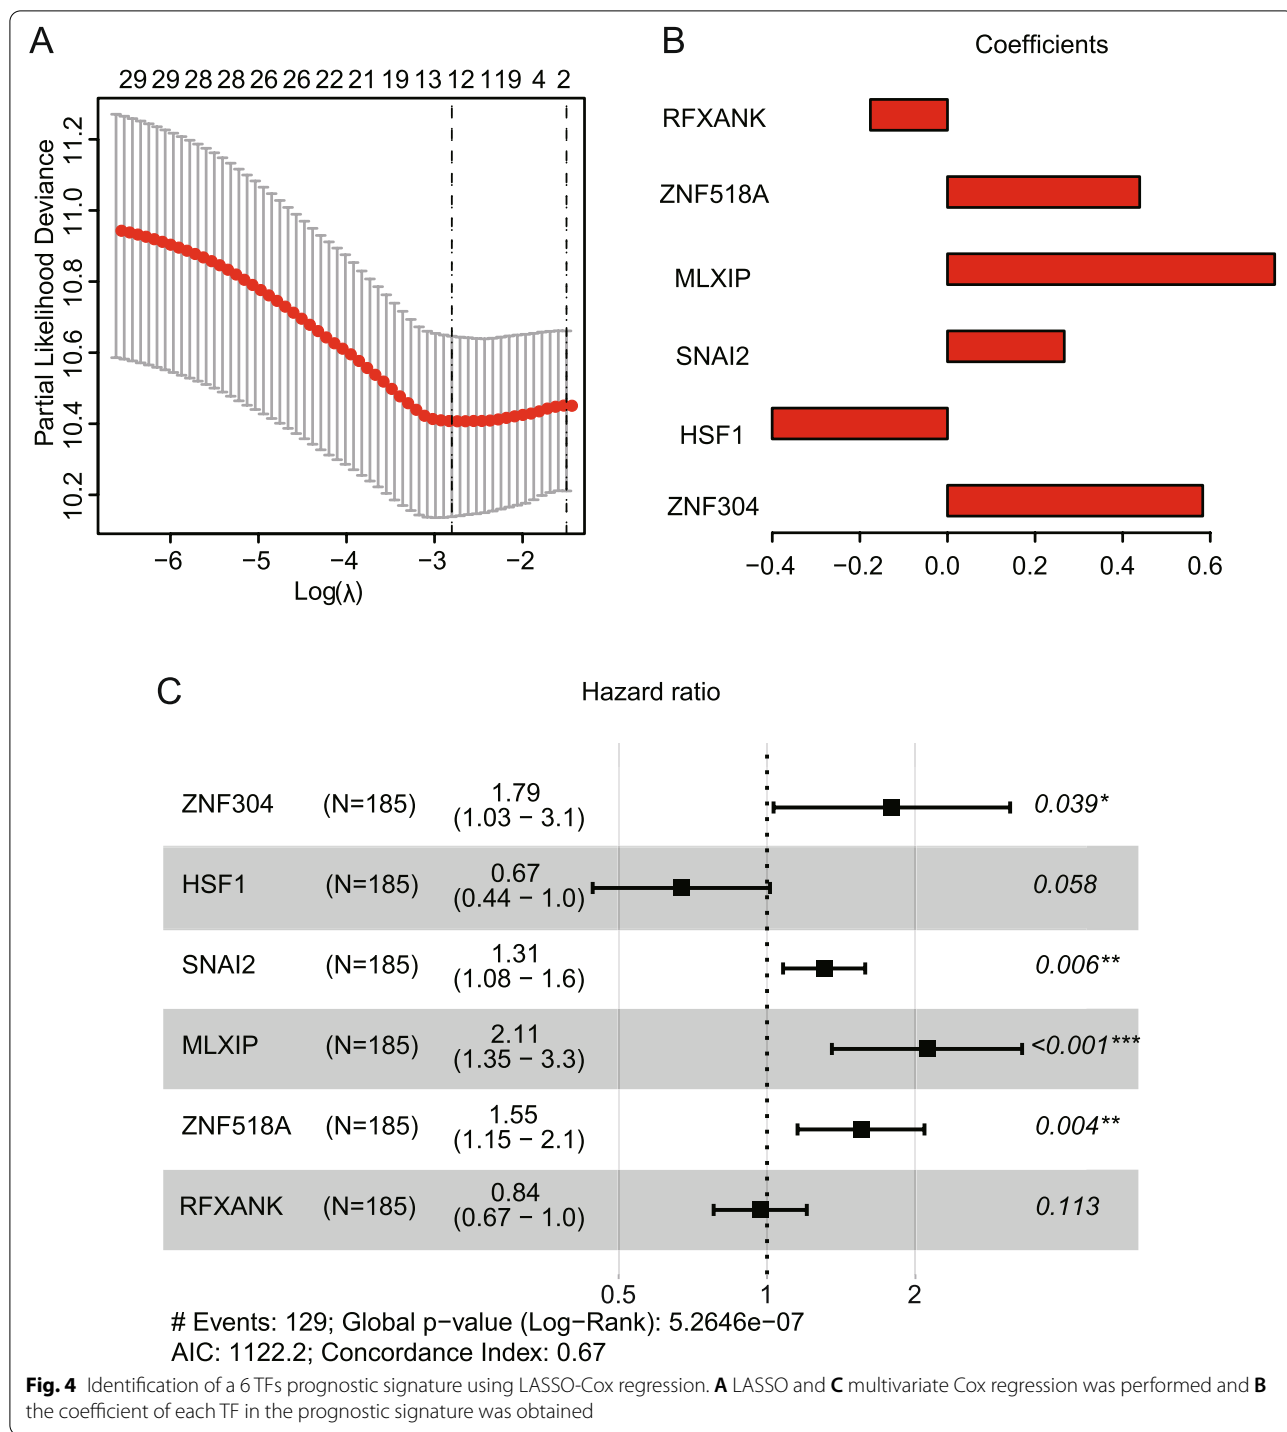 A
29 29 28 28 26 26 22 21 19 13 12 119 4 2
Partial Likelihood Deviance
11.2
11.0
10.8
10.6
10.4
10.2
−6 −5 −4 −3 −2
Log(λ)
B
Coefficients
RFXANK
ZNF518A
MLXIP
SNAI2
HSF1
ZNF304
−0.4 −0.2 0.0 0.2 0.4 0.6
C
Hazard ratio
ZNF304 (N=185) 1.79 (1.03 − 3.1) 0.039*
HSF1 (N=185) 0.67 (0.44 − 1.0) 0.058
SNAI2 (N=185) 1.31 (1.08 − 1.6) 0.006**
MLXIP (N=185) 2.11 (1.35 − 3.3) <0.001***
ZNF518A (N=185) 1.55 (1.15 − 2.1) 0.004**
RFXANK (N=185) 0.84 (0.67 − 1.0) 0.113
0.5 1 2
# Events: 129; Global p−value (Log−Rank): 5.2646e−07
AIC: 1122.2; Concordance Index: 0.67
Fig. 4 Identification of a 6 TFs prognostic signature using LASSO-Cox regression. A LASSO and C multivariate Cox regression was performed and B
the coefficient of each TF in the prognostic signature was obtained